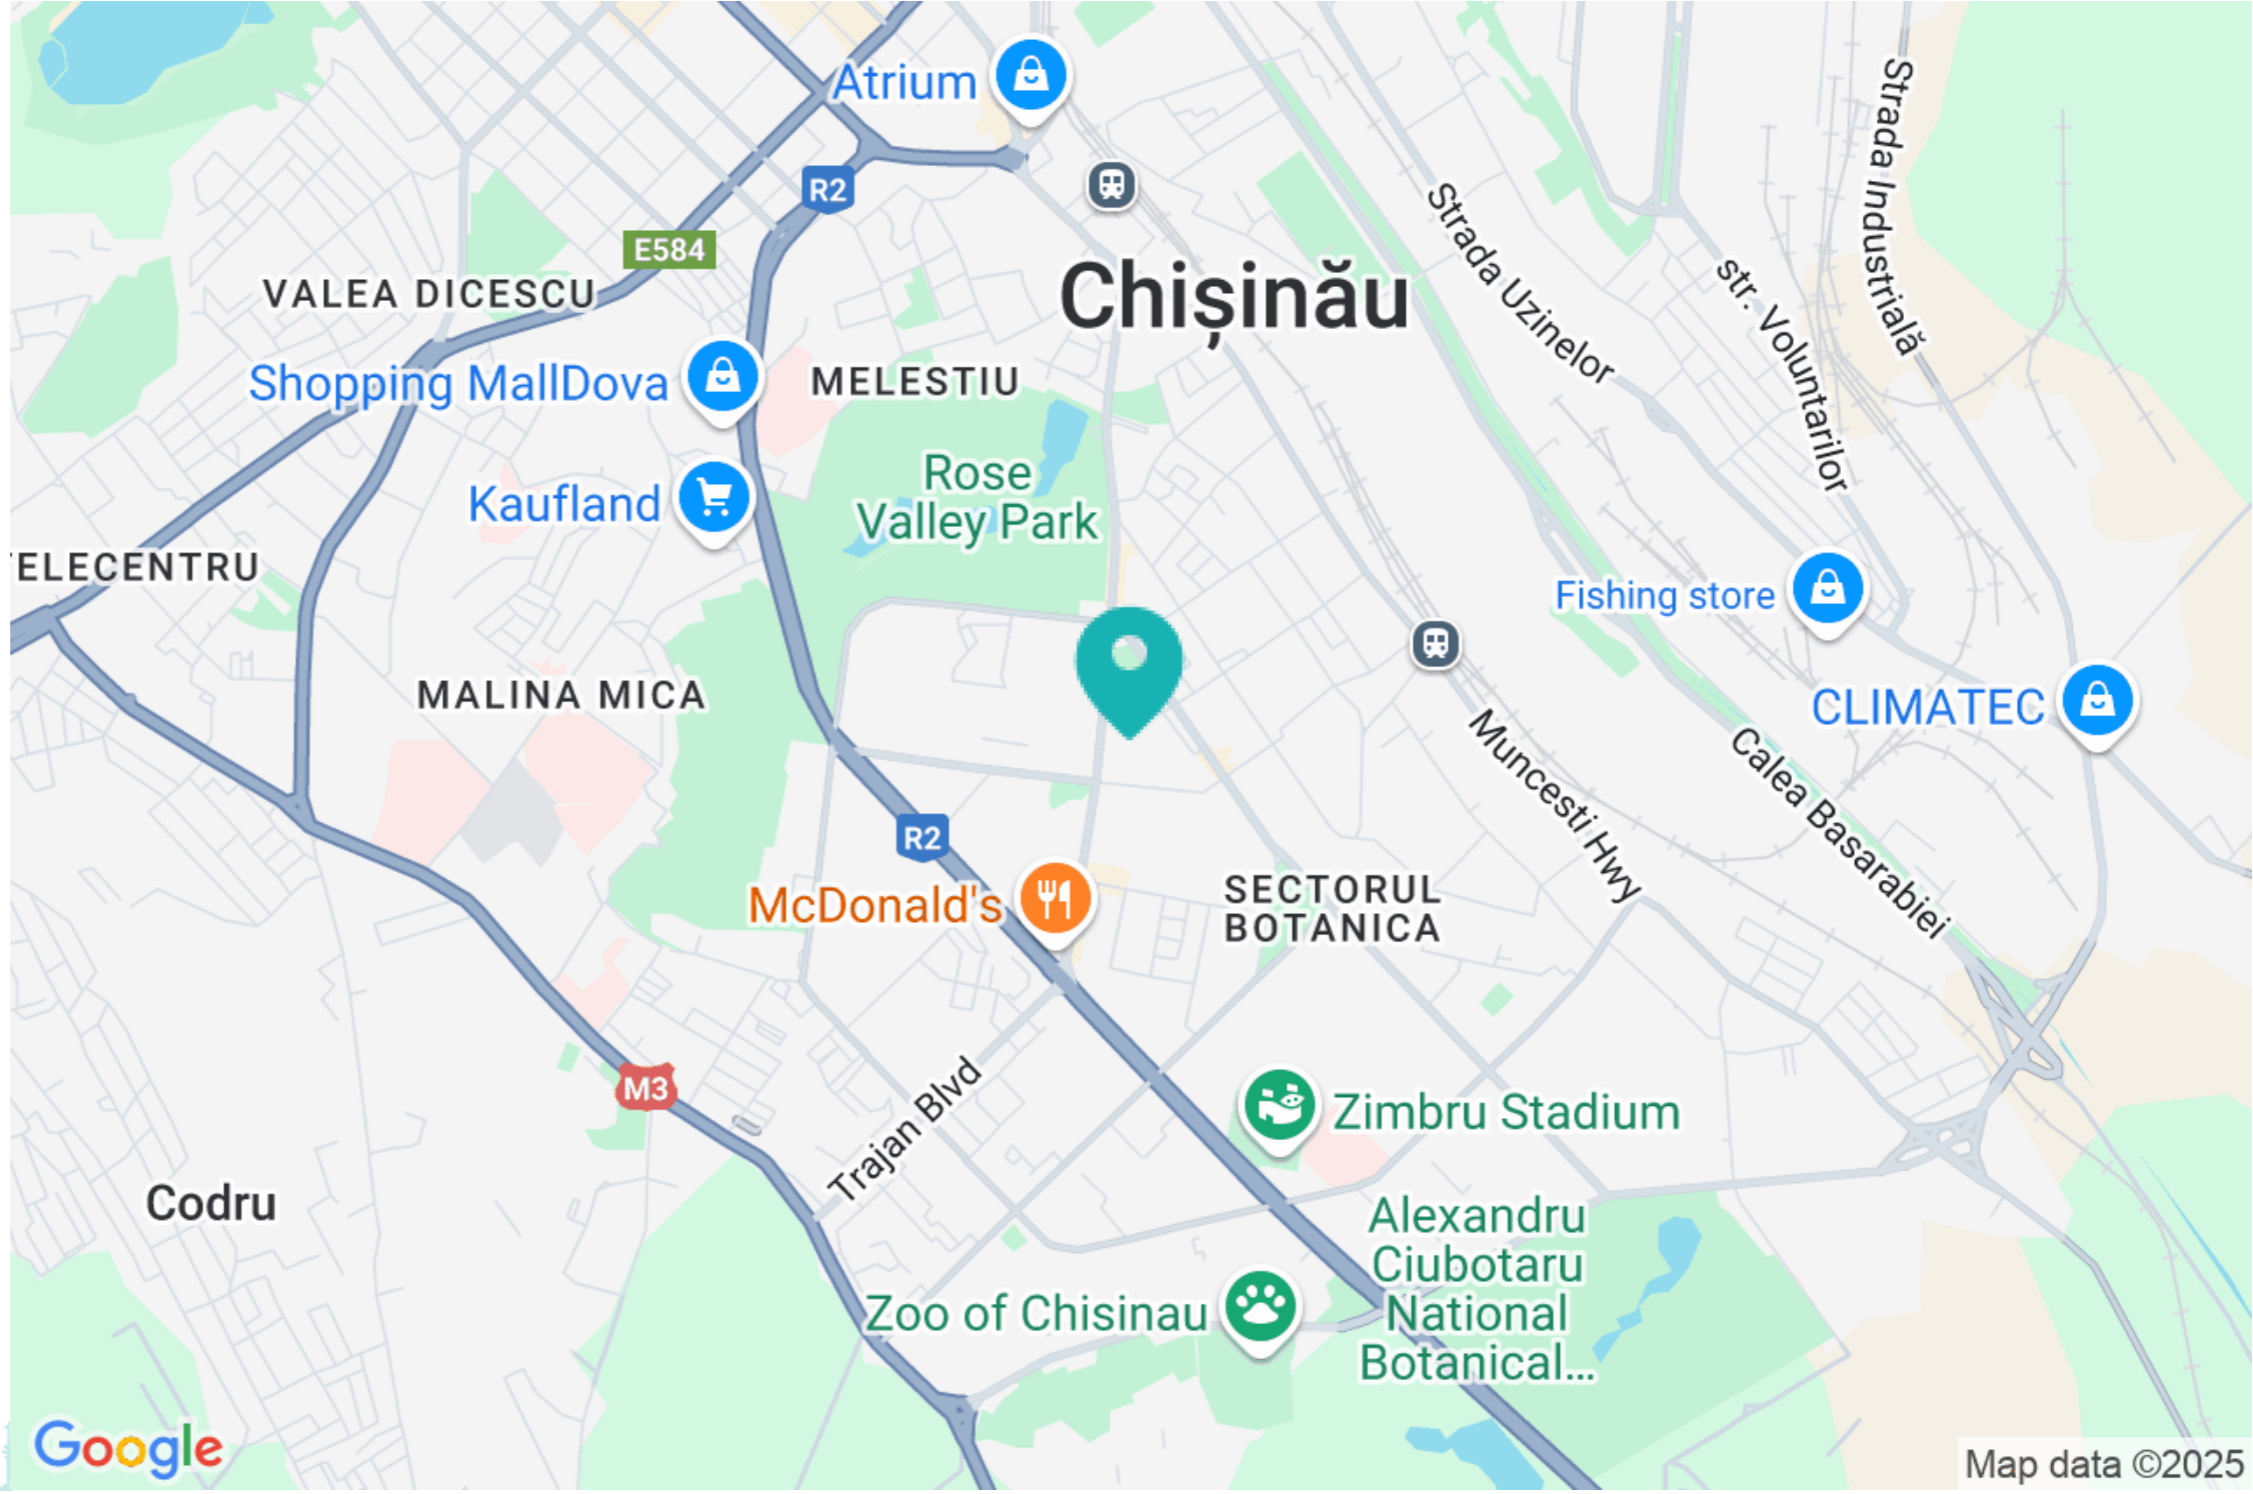 Atrium
R2
E584
Strada Industrială
Strada Uzinelor
str. Voluntarilor
VALEA DICESCU
Chișinău
Shopping MallDova
MELESTIU
Rose
Valley Park
Kaufland
ELECENTRU
Fishing store
MALINA MICA
CLIMATEC
Muncesti Hwy
Calea Basarabiei
R2
McDonald's
SECTORUL
BOTANICA
M3
Trajan Blvd
Zimbru Stadium
Codru
Alexandru
Ciubotaru
National
Botanical...
Zoo of Chisinau
Google
Map data ©2025